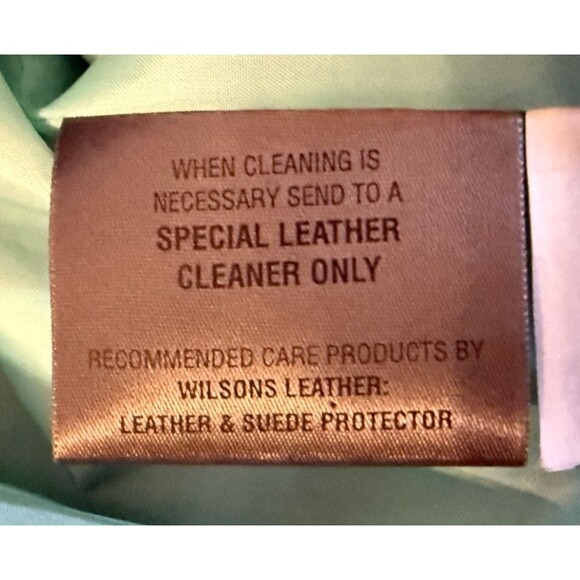 WHEN CLEANING IS
NECESSARY SEND TO A
SPECIAL LEATHER
CLEANER ONLY
RECOMMENDED CARE PRODUCTS BY
WILSONS LEATHER:
LEATHER & SUEDE PROTECTOR